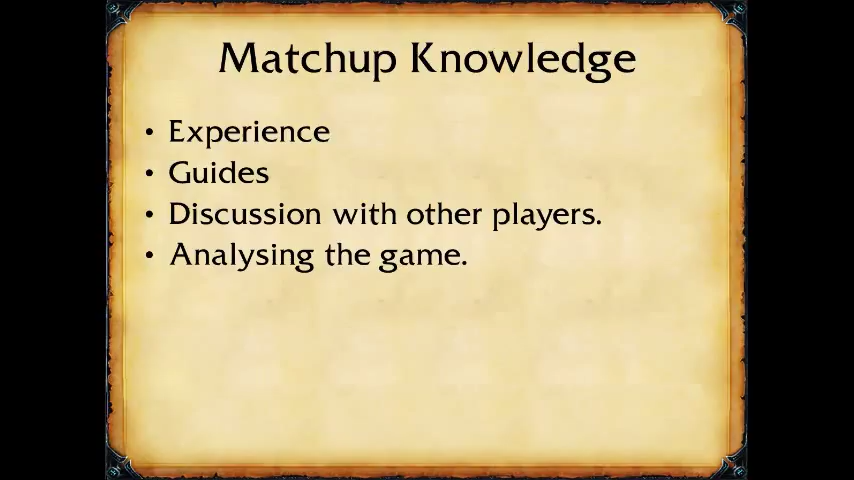 Matchup Knowledge
• Experience
• Guides
• Discussion with other players.
• Analysing the game.